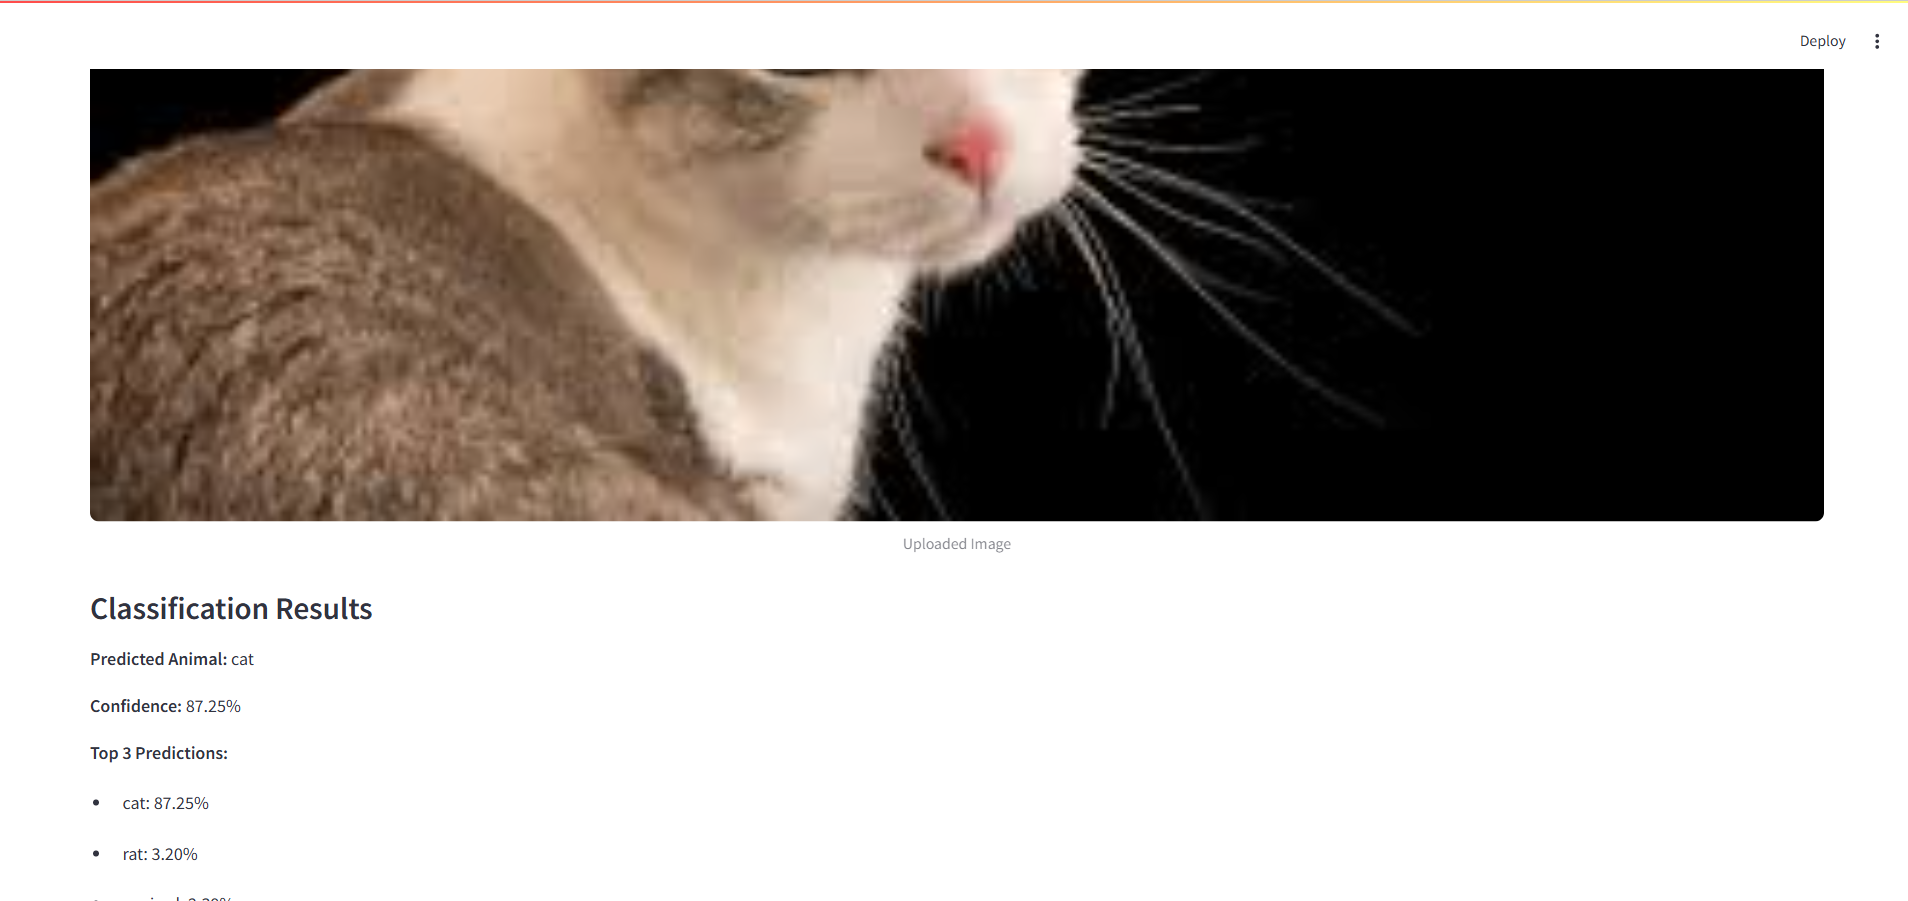 Deploy
Uploaded Image
Classification Results
Predicted Animal: cat
Confidence: 87.25%
Top 3 Predictions:
cat: 87.25%
rat: 3.20%